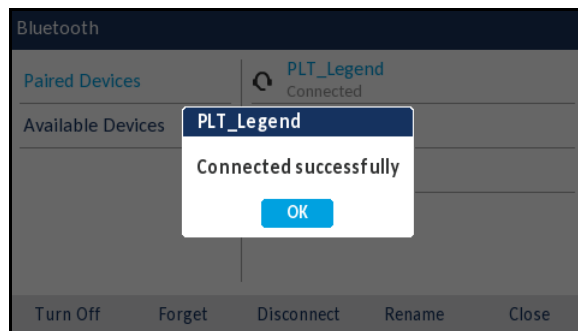 Bluetooth
Paired Devices
PLT_Legend
Connected
Available Devices
PLT_Legend
Connected successfully
OK
Turn Off Forget Disconnect Rename Close